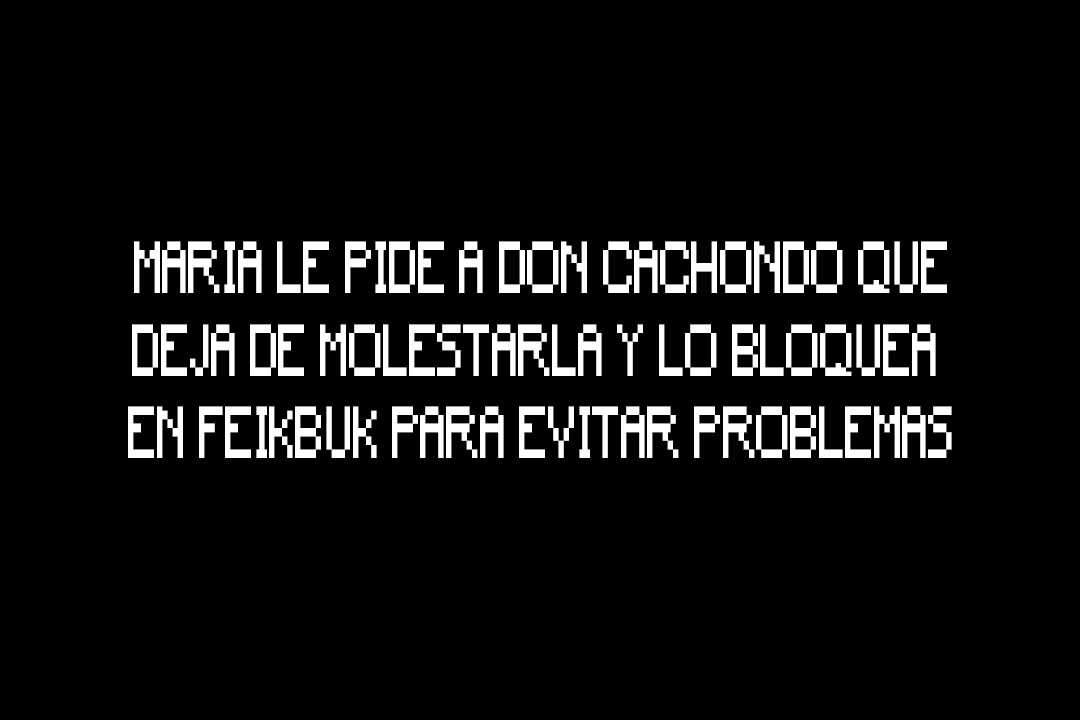 MARIA LE PIDE A DON CACHONDO QUE
DEJA DE MOLESTARLA Y LO BLOQUEA
EN FEIKBUK PARA EVITAR PROBLEMAS